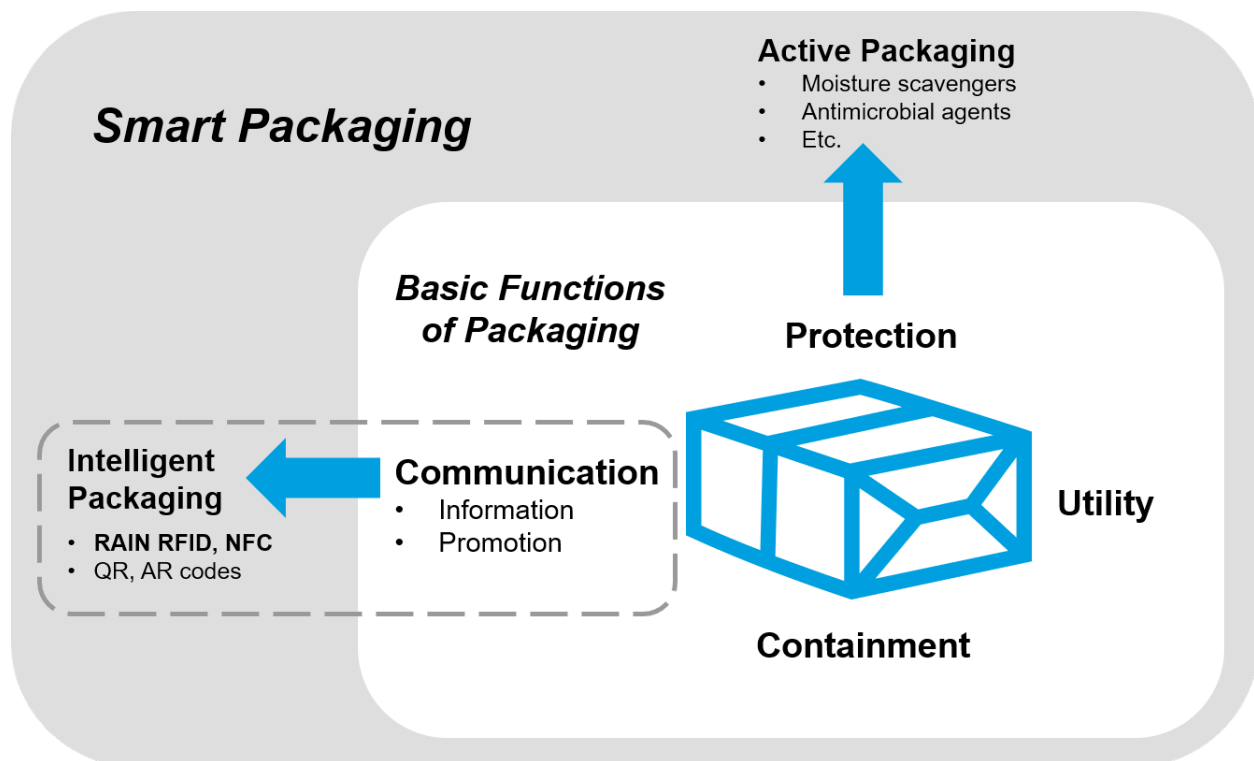 Smart Packaging
Active Packaging
• Moisture scavengers
• Antimicrobial agents
• Etc.
Basic Functions
of Packaging
Protection
Intelligent
Packaging
• RAIN RFID, NFC
• QR, AR codes
Communication
• Information
• Promotion
Utility
Containment